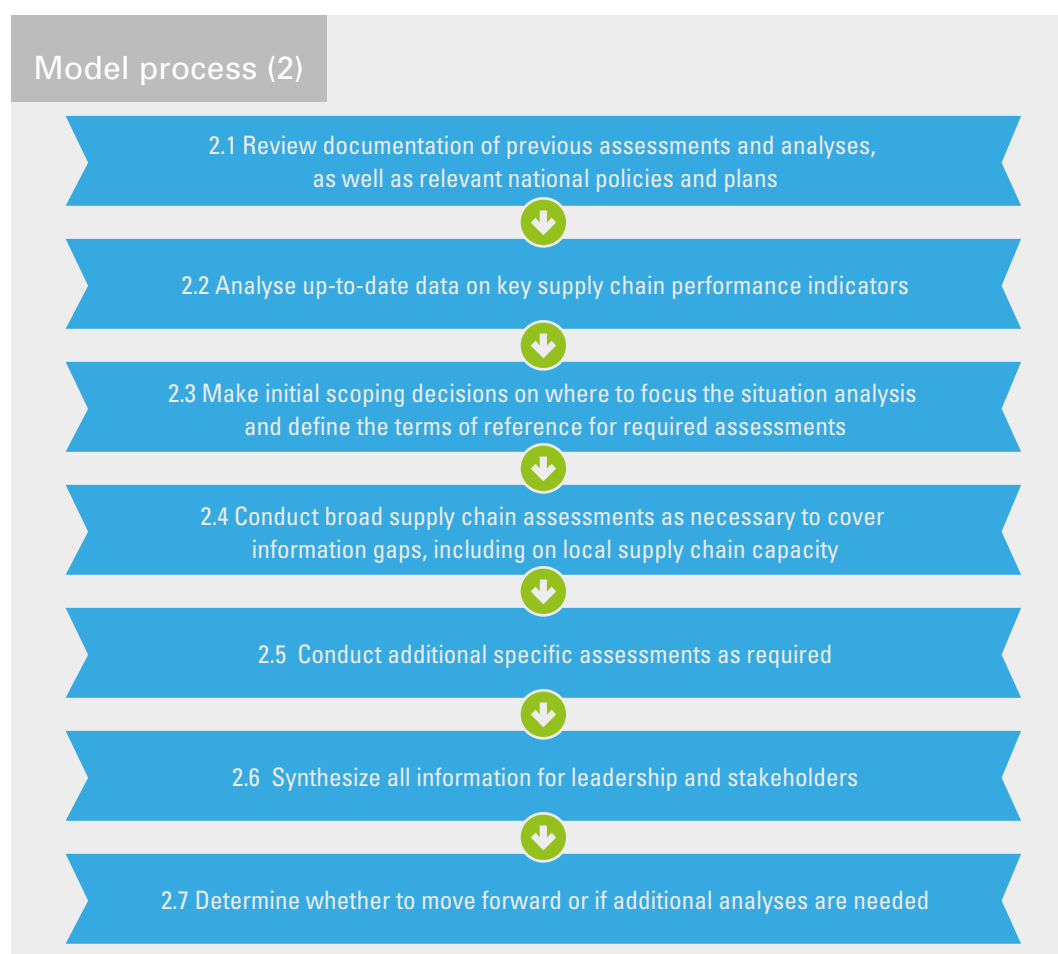 Model process (2)
2.1 Review documentation of previous assessments and analyses,
as well as relevant national policies and plans
2.2 Analyse up-to-date data on key supply chain performance indicators
2.3 Make initial scoping decisions on where to focus the situation analysis
and define the terms of reference for required assessments
2.4 Conduct broad supply chain assessments as necessary to cover
information gaps, including on local supply chain capacity
2.5 Conduct additional specific assessments as required
2.6 Synthesize all information for leadership and stakeholders
2.7 Determine whether to move forward or if additional analyses are needed